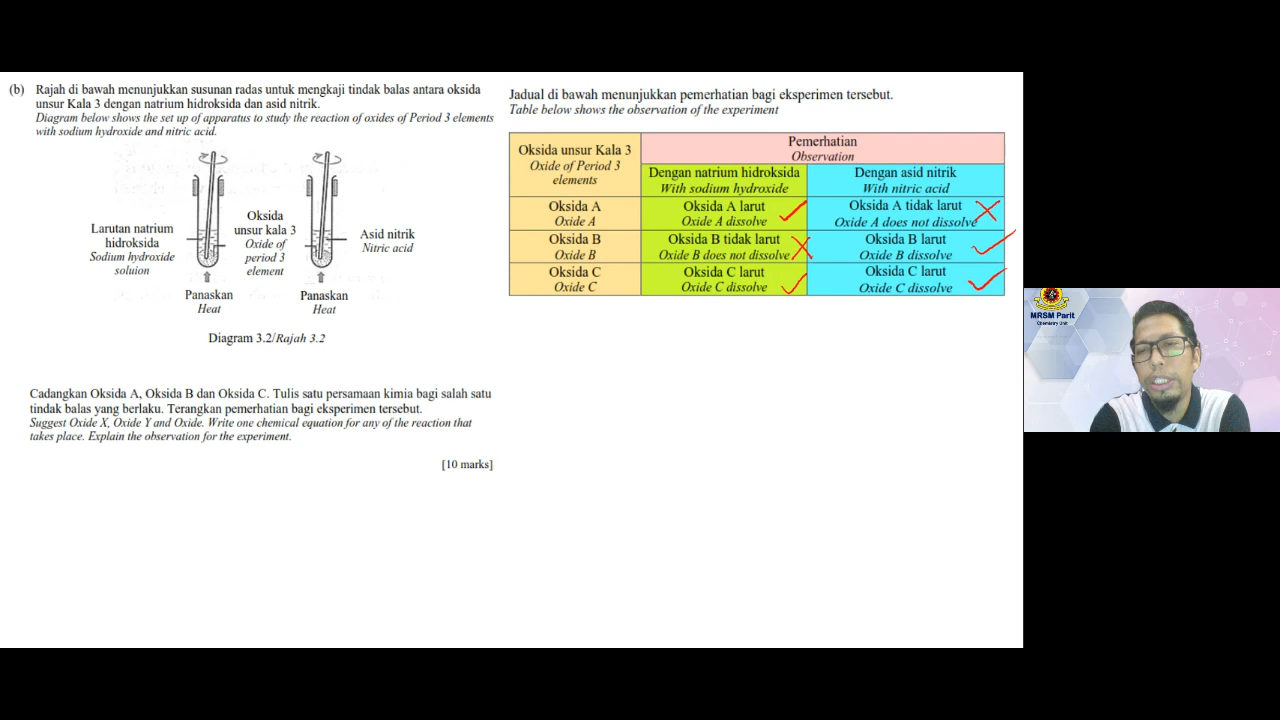 (b) Rajah di bawah menunjukkan susunan radas untuk mengkaji tindak balas antara oksida
unsur Kala 3 dengan natrium hidroksida dan asid nitrik.
Diagram below shows the set up of apparatus to study the reaction of oxides of Period 3 elements
with sodium hydroxide and nitric acid.
Larutan natrium
hidroksida
Sodium hydroxide
soluion
Oksida
unsur kala 3
Oxide of
period 3
element
Asid nitrik
Nitric acid
Panaskan
Heat
Panaskan
Heat
Diagram 3.2/Rajah 3.2
Cadangkan Oksida A, Oksida B dan Oksida C. Tulis satu persamaan kimia bagi salah satu
tindak balas yang berlaku. Terangkan pemerhatian bagi eksperimen tersebut.
Suggest Oxide X, Oxide Y and Oxide. Write one chemical equation for any of the reaction that
takes place. Explain the observation for the experiment.
[10 marks]
Jadual di bawah menunjukkan pemerhatian bagi eksperimen tersebut.
Table below shows the observation of the experiment
Oksida unsur Kala 3
Oxide of Period 3
elements
Pemerhatian
Observation
Dengan natrium hidroksida
With sodium hydroxide
Dengan asid nitrik
With nitric acid
Oksida A
Oxide A
Oksida A larut
Oxide A dissolve
Oksida A tidak larut
Oxide A does not dissolve
Oksida B
Oxide B
Oksida B tidak larut
Oxide B does not dissolve
Oksida B larut
Oxide B dissolve
Oksida C
Oxide C
Oksida C larut
Oxide C dissolve
Oksida C larut
Oxide C dissolve
MRSM Parit
Chemistry Unit